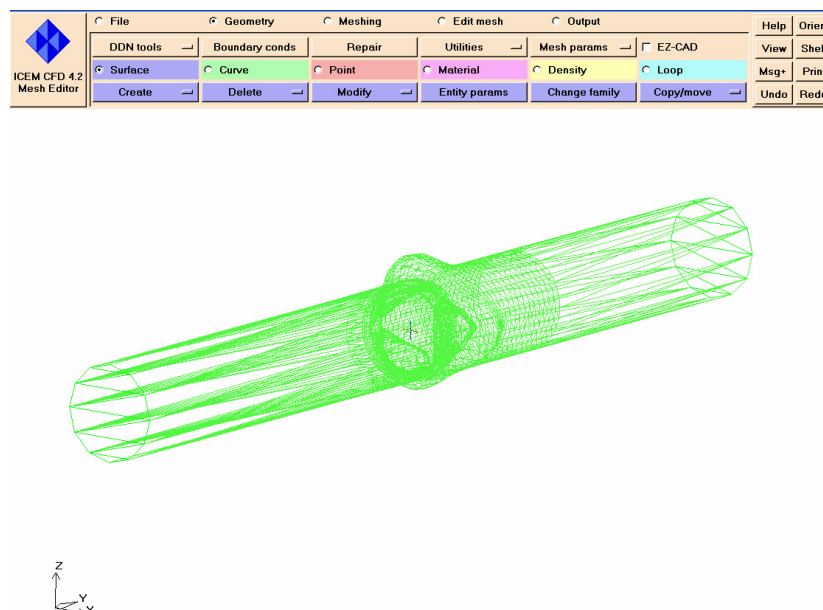 File Geometry Meshing Edit mesh Output
Help Orien
DDN tools Boundary conds Repair Utilities Mesh params EZ-CAD
View Shel
ICEM CFD 4.2
Mesh Editor
Surface Curve Point Material Density Loop
Msg+ Prin
Create Delete Modify Entity params Change family Copy/move
Undo Redo
Z
Y
X